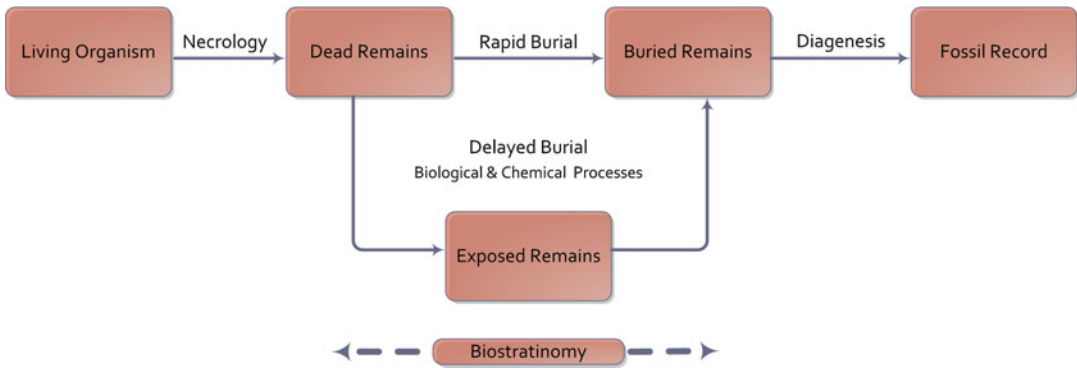 Living Organism
Necrology
Dead Remains
Rapid Burial
Buried Remains
Diagenesis
Fossil Record
Delayed Burial
Biological & Chemical Processes
Exposed Remains
Biostratinomy